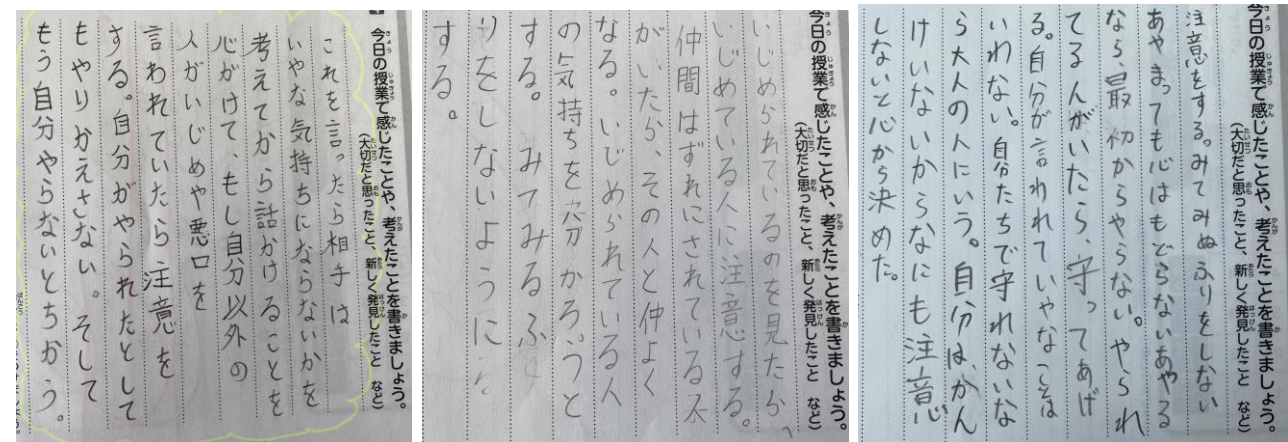 今日の授業で感じたことや、考えたことを書きましょう。
(大切だと思ったこと、新しく発見したこと など)
これを言ったら相手は
いやな気持ちにならないかを
考えてから話かけることを
心がけて、もし自分以外の
人がいじめや悪口を
言われていたら注意を
する。自分がやられたとして
もやりかえさない。そして
もう自分やらないとちかう。
今日の授業で感じたことや、考えたことを書きましょう。
(大切だと思ったこと、新しく発見したこと など)
いじめられているのを見たら、
いじめている人に注意する。
仲間はずれにされている
がいたら、その人と仲よく
なる。いじめられている人
の気持ちを分かろうと
する。みてみるふ
りをしないように
する。
今日の授業で感じたことや、考えたことを書きましょう。
(大切だと思ったこと、新しく発見したこと など)
注意をする。みてみぬふりをしない
あやまっても心はもどらないあやる
なら、最初からやらない。やられ
てる人がいたら、守ってあげ
る。自分が言われていやなことは
いわない。自分たちで守れないな
ら大人の人にいう。自分は、かん
けいないからなにも注意
しないと心から決めた。